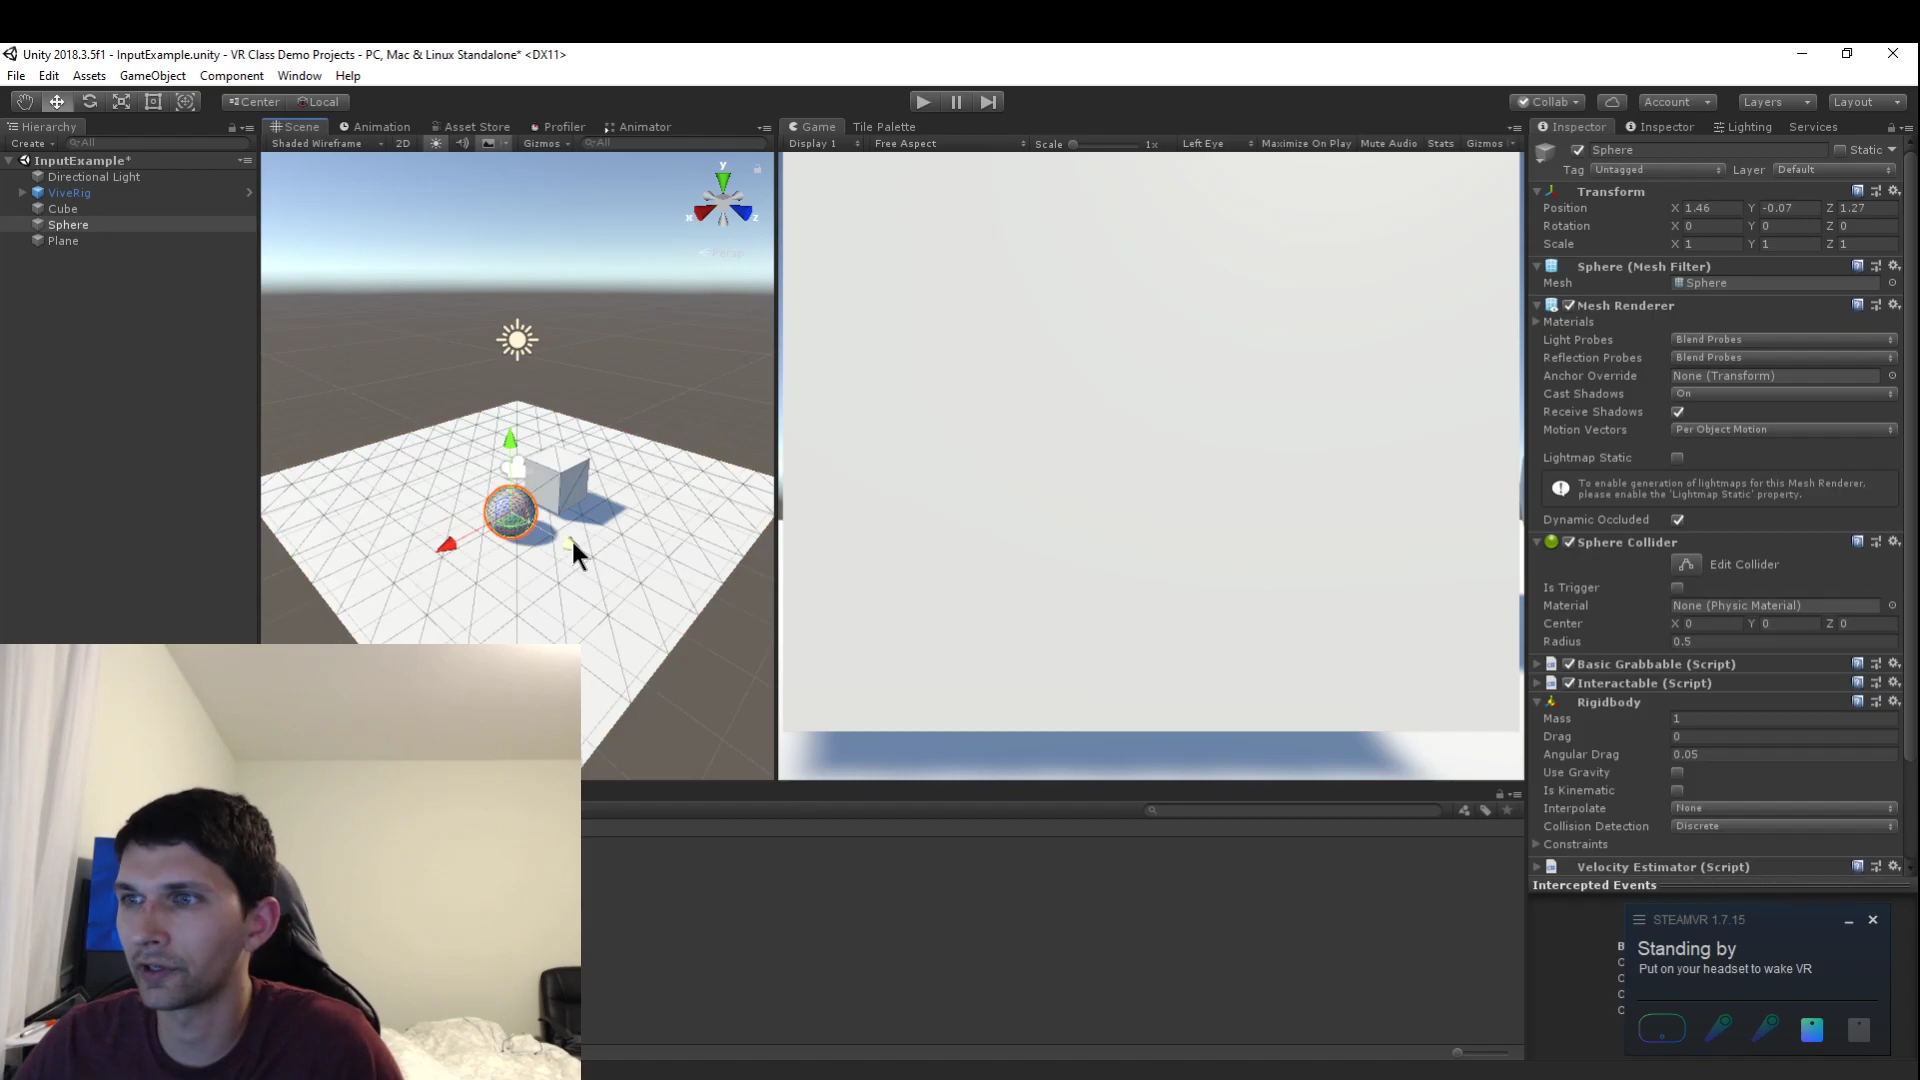 Unity 2018.3.5f1 - InputExample.unity - VR Class Demo Projects - PC, Mac & Linux Standalone* <DX11>
File Edit Assets GameObject Component Window Help
Center Local Collab Account Layers Layout
Hierarchy Scene Animation Asset Store Profiler Animator Game Tile Palette Inspector Inspector Lighting Services
Create All Shaded Wireframe 2D Gizmos All Display 1 Free Aspect Scale 1x Left Eye Maximize On Play Mute Audio Stats Gizmos
Sphere Static
Tag Untagged Layer Default
InputExample*
Directional Light
ViveRig
Cube
Sphere
Plane
y
x z
Persp
Transform
Position X 1.46 Y -0.07 Z 1.27
Rotation X 0 Y 0 Z 0
Scale X 1 Y 1 Z 1
Sphere (Mesh Filter)
Mesh Sphere
Mesh Renderer
Materials
Light Probes Blend Probes
Reflection Probes Blend Probes
Anchor Override None (Transform)
Cast Shadows On
Receive Shadows
Motion Vectors Per Object Motion
Lightmap Static
To enable generation of lightmaps for this Mesh Renderer,
please enable the 'Lightmap Static' property.
Dynamic Occluded
Sphere Collider
Edit Collider
Is Trigger
Material None (Physic Material)
Center X 0 Y 0 Z 0
Radius 0.5
Basic Grabbable (Script)
Interactable (Script)
Rigidbody
Mass 1
Drag 0
Angular Drag 0.05
Use Gravity
Is Kinematic
Interpolate None
Collision Detection Discrete
Constraints
Velocity Estimator (Script)
Intercepted Events
STEAMVR 1.7.15
Standing by
Put on your headset to wake VR